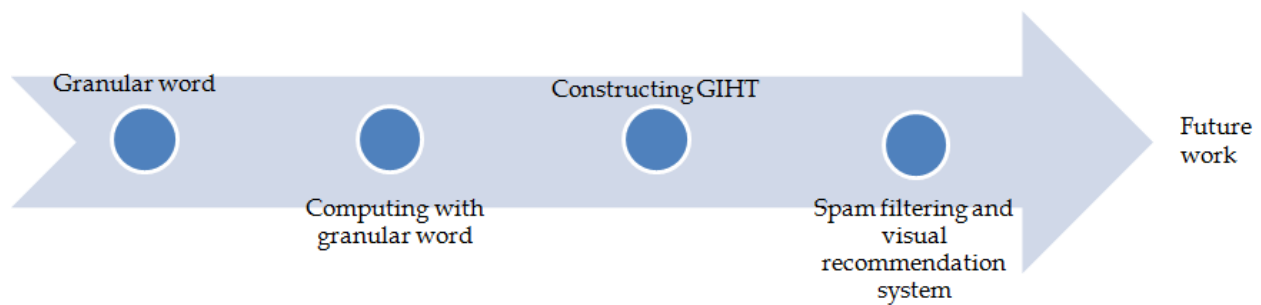 Granular word
Computing with
granular word
Constructing GIHT
Spam filtering and
visual
recommendation
system
Future
work